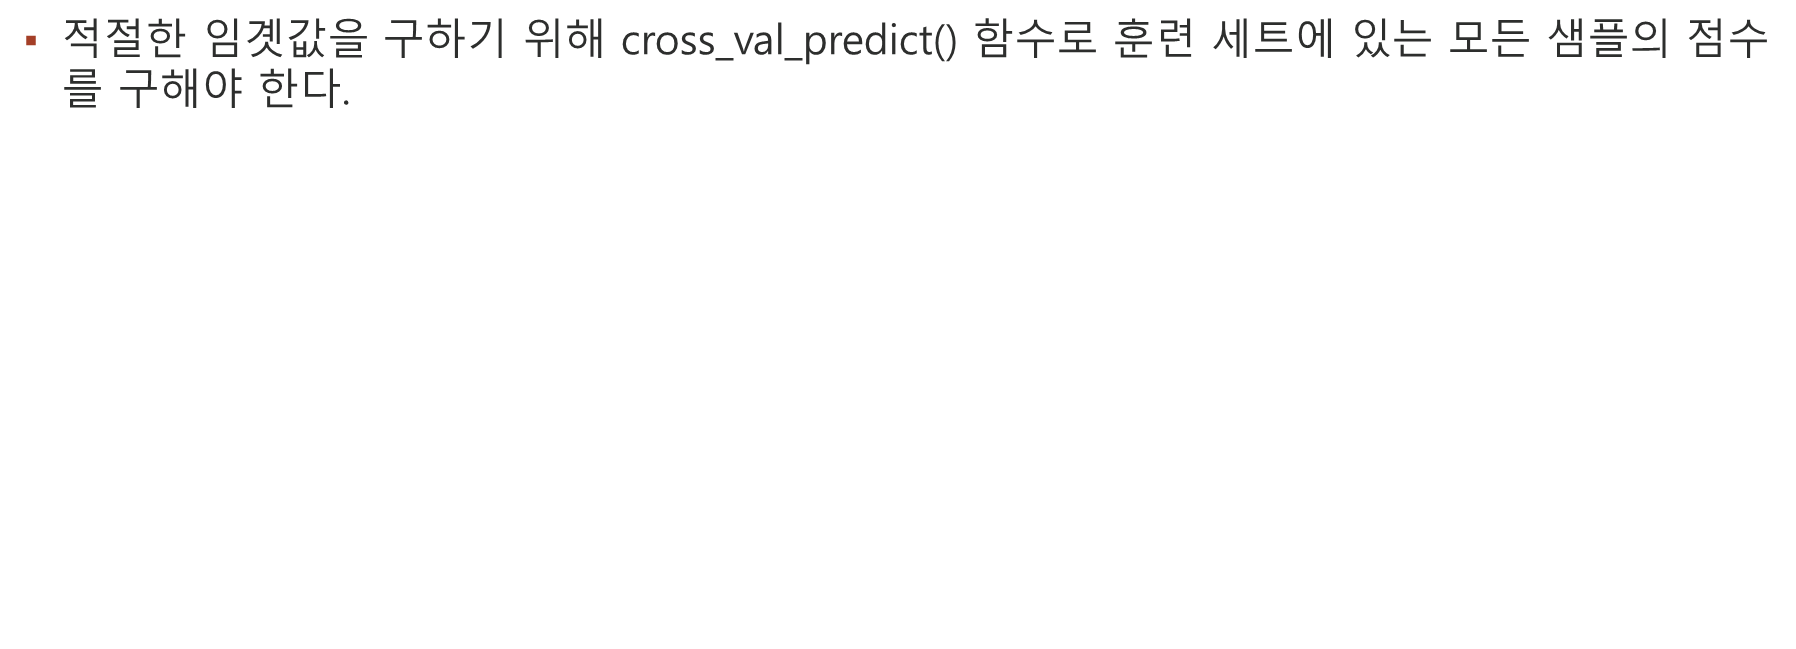 ▪ 적절한 임곗값을 구하기 위해 cross_val_predict() 함수로 훈련 세트에 있는 모든 샘플의 점수
를 구해야 한다.